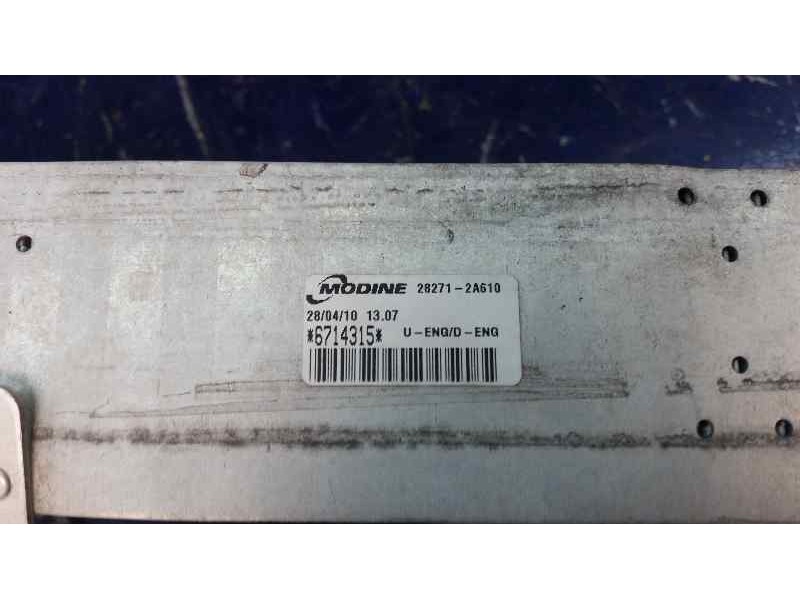 MODINE 28271-2A610
28/04/10 13.07
*6714315* U-ENG/D-ENG